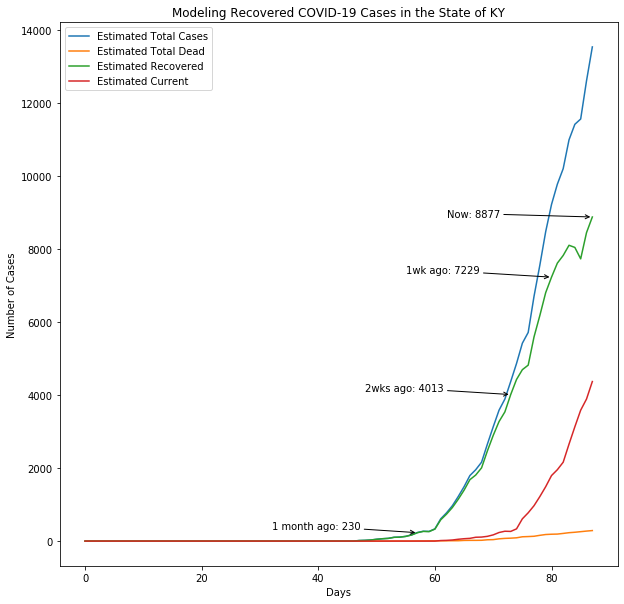 Modeling Recovered COVID-19 Cases in the State of KY
14000
Estimated Total Cases
Estimated Total Dead
Estimated Recovered
Estimated Current
12000
10000
Now: 8877
8000
1wk ago: 7229
Number of Cases
6000
2wks ago: 4013
4000
2000
1 month ago: 230
0
0 20 40 60 80
Days